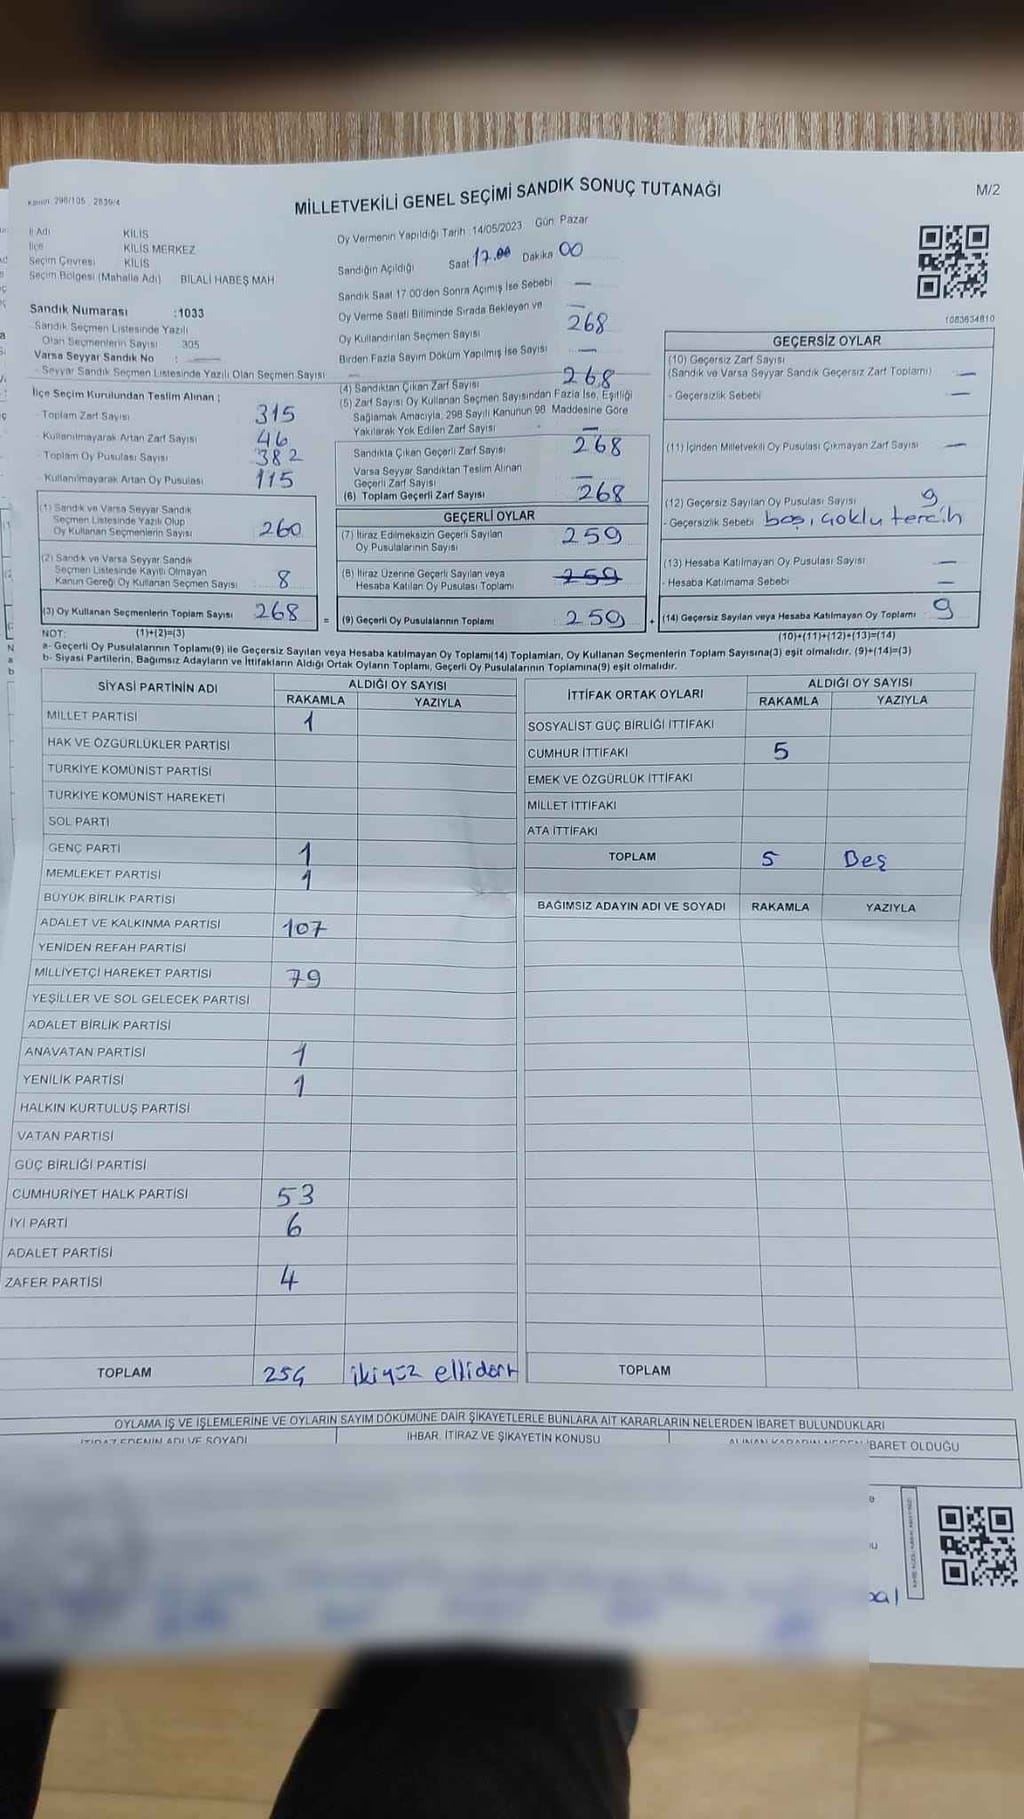 Kanun: 298/105 2839/4
MİLLETVEKİLİ GENEL SEÇİMİ SANDIK SONUÇ TUTANAĞI
M/2
İl Adı KİLİS
İlçe KİLİS MERKEZ
Seçim Çevresi KİLİS
Seçim Bölgesi (Mahalle Adı) BİLALİ HABEŞ MAH
Sandık Numarası :1033
- Sandık Seçmen Listesinde Yazılı
Olan Seçmenlerin Sayısı 305
Varsa Seyyar Sandık No : —
- Seyyar Sandık Seçmen Listesinde Yazılı Olan Seçmen Sayısı —
İlçe Seçim Kurulundan Teslim Alınan ;
- Toplam Zarf Sayısı 315
- Kullanılmayarak Artan Zarf Sayısı 46
- Toplam Oy Pusulası Sayısı 382
- Kullanılmayarak Artan Oy Pusulası 115
(1) Sandık ve Varsa Seyyar Sandık
Seçmen Listesinde Yazılı Olup
Oy Kullanan Seçmenlerin Sayısı 260
(2) Sandık ve Varsa Seyyar Sandık
Seçmen Listesinde Kayıtlı Olmayan
Kanun Gereği Oy Kullanan Seçmen Sayısı 8
(3) Oy Kullanan Seçmenlerin Toplam Sayısı 268 =
Oy Vermenin Yapıldığı Tarih 14/05/2023 Gün: Pazar
Sandığın Açıldığı Saat 17.00 Dakika 00
Sandık Saat 17.00'den Sonra Açılmış İse Sebebi —
Oy Verme Saati Bitiminde Sırada Bekleyen ve —
Oy Kullandırılan Seçmen Sayısı 268
Birden Fazla Sayım Döküm Yapılmış İse Sayısı —
(4) Sandıktan Çıkan Zarf Sayısı 268
(5) Zarf Sayısı Oy Kullanan Seçmen Sayısından Fazla İse, Eşitliği
Sağlamak Amacıyla, 298 Sayılı Kanunun 98. Maddesine Göre
Yakılarak Yok Edilen Zarf Sayısı —
Sandıkta Çıkan Geçerli Zarf Sayısı 268
Varsa Seyyar Sandıktan Teslim Alınan
Geçerli Zarf Sayısı —
(6) Toplam Geçerli Zarf Sayısı 268
GEÇERLİ OYLAR
(7) İtiraz Edilmeksizin Geçerli Sayılan
Oy Pusulalarının Sayısı 259
(8) İtiraz Üzerine Geçerli Sayılan veya
Hesaba Katılan Oy Pusulası Toplamı 259
(9) Geçerli Oy Pusulalarının Toplamı 259 +
1083634810
GEÇERSİZ OYLAR
(10) Geçersiz Zarf Sayısı
(Sandık ve Varsa Seyyar Sandık Geçersiz Zarf Toplamı) —
- Geçersizlik Sebebi —
(11) İçinden Milletvekili Oy Pusulası Çıkmayan Zarf Sayısı —
(12) Geçersiz Sayılan Oy Pusulası Sayısı 9
- Geçersizlik Sebebi boş, çoklu tercih
(13) Hesaba Katılmayan Oy Pusulası Sayısı —
- Hesaba Katılmama Sebebi —
(14) Geçersiz Sayılan veya Hesaba Katılmayan Oy Toplamı 9
NOT: (1)+(2)=(3)
(10)+(11)+(12)+(13)=(14)
a- Geçerli Oy Pusulalarının Toplamı(9) ile Geçersiz Sayılan veya Hesaba katılmayan Oy Toplamı(14) Toplamları, Oy Kullanan Seçmenlerin Toplam Sayısına(3) eşit olmalıdır. (9)+(14)=(3)
b- Siyasi Partilerin, Bağımsız Adayların ve İttifakların Aldığı Ortak Oyların Toplamı, Geçerli Oy Pusulalarının Toplamına(9) eşit olmalıdır.
SİYASİ PARTİNİN ADI
ALDIĞI OY SAYISI
RAKAMLA YAZIYLA
MİLLET PARTİSİ 1
HAK VE ÖZGÜRLÜKLER PARTİSİ
TÜRKİYE KOMÜNİST PARTİSİ
TÜRKİYE KOMÜNİST HAREKETİ
SOL PARTİ
GENÇ PARTİ 1
MEMLEKET PARTİSİ 1
BÜYÜK BİRLİK PARTİSİ
ADALET VE KALKINMA PARTİSİ 107
YENİDEN REFAH PARTİSİ
MİLLİYETÇİ HAREKET PARTİSİ 79
YEŞİLLER VE SOL GELECEK PARTİSİ
ADALET BİRLİK PARTİSİ
ANAVATAN PARTİSİ 1
YENİLİK PARTİSİ 1
HALKIN KURTULUŞ PARTİSİ
VATAN PARTİSİ
GÜÇ BİRLİĞİ PARTİSİ
CUMHURİYET HALK PARTİSİ 53
İYİ PARTİ 6
ADALET PARTİSİ
ZAFER PARTİSİ 4
TOPLAM 254 ikiyüz ellidört
İTTİFAK ORTAK OYLARI
ALDIĞI OY SAYISI
RAKAMLA YAZIYLA
SOSYALİST GÜÇ BİRLİĞİ İTTİFAKI
CUMHUR İTTİFAKI 5
EMEK VE ÖZGÜRLÜK İTTİFAKI
MİLLET İTTİFAKI
ATA İTTİFAKI
TOPLAM 5 Beş
BAĞIMSIZ ADAYIN ADI VE SOYADI RAKAMLA YAZIYLA
TOPLAM
OYLAMA İŞ VE İŞLEMLERİNE VE OYLARIN SAYIM DÖKÜMÜNE DAİR ŞİKAYETLERLE BUNLARA AİT KARARLARIN NELERDEN İBARET BULUNDUKLARI
İTİRAZ EDENİN ADI VE SOYADI İHBAR, İTİRAZ VE ŞİKAYETİN KONUSU ALINAN KARARIN NEDEN İBARET OLDUĞU